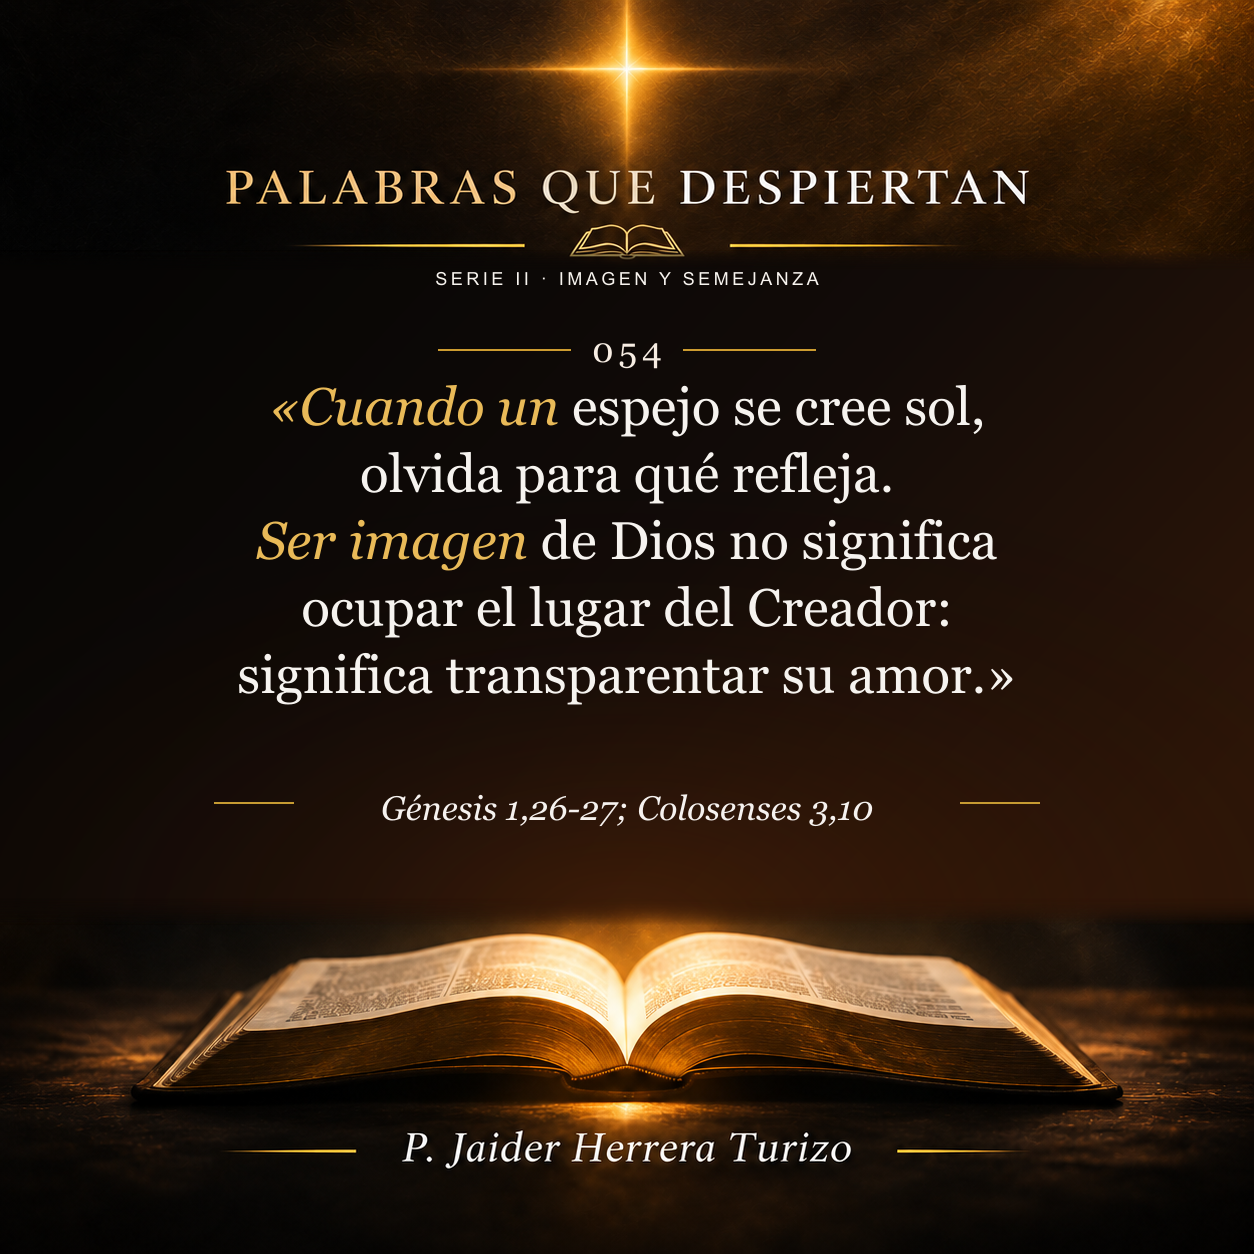 PALABRAS QUE DESPIERTAN
SERIE II · IMAGEN Y SEMEJANZA
054
«Cuando un espejo se cree sol,
olvida para qué refleja.
Ser imagen de Dios no significa
ocupar el lugar del Creador:
significa transparentar su amor.»
Génesis 1,26-27; Colosenses 3,10
P. Jaider Herrera Turizo